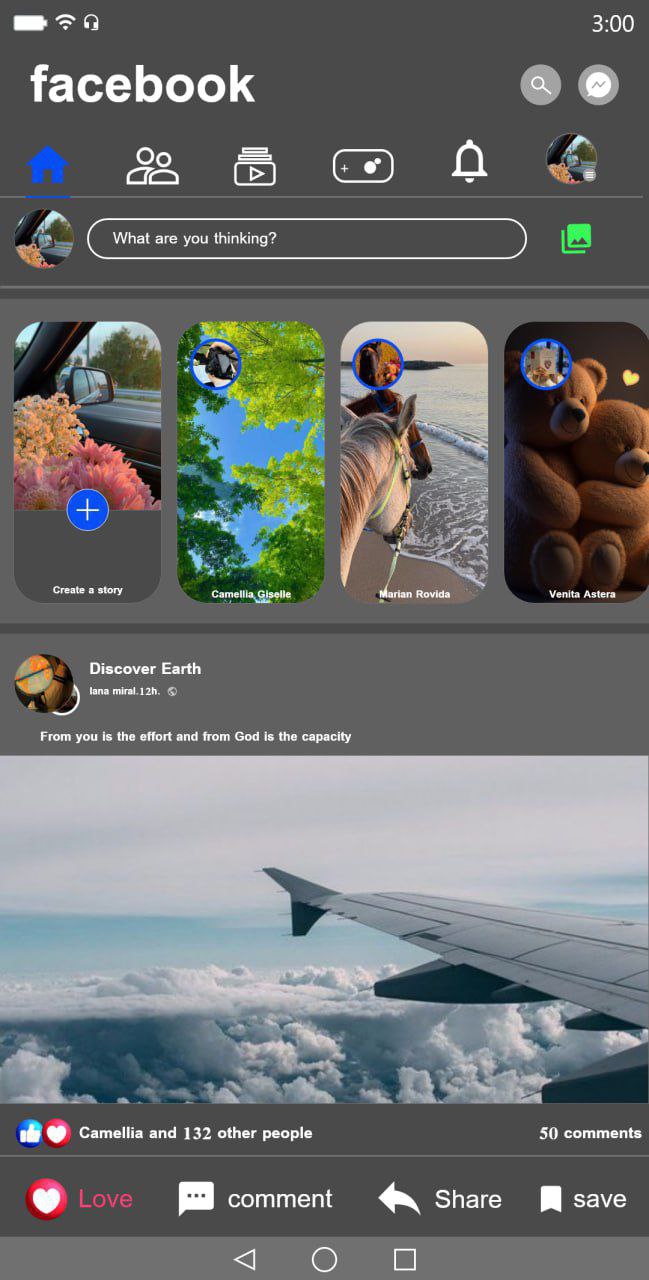 3:00
facebook
What are you thinking?
Create a story
Camellia Giselle
Marian Rovida
Venita Astera
Discover Earth
lana miral.12h.
From you is the effort and from God is the capacity
Camellia and 132 other people
50 comments
Love
comment
Share
save